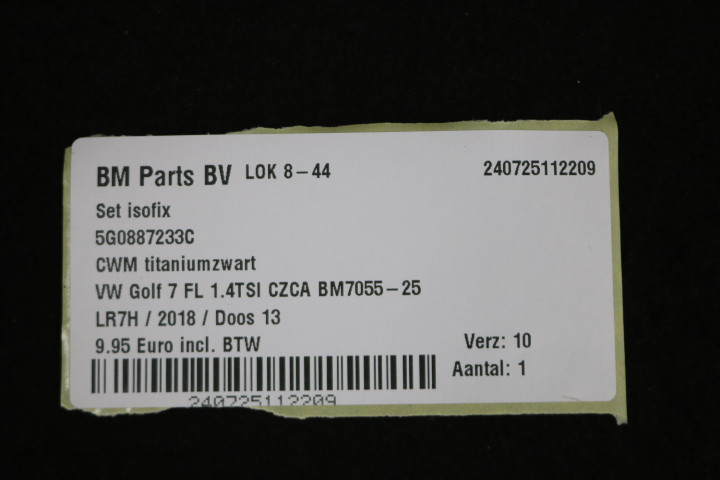 BM Parts BV LOK 8-44 240725112209
Set isofix
5G0887233C
CWM titaniumzwart
VW Golf 7 FL 1.4TSI CZCA BM7055-25
LR7H / 2018 / Doos 13
9.95 Euro incl. BTW Verz: 10
Aantal: 1
240725112209